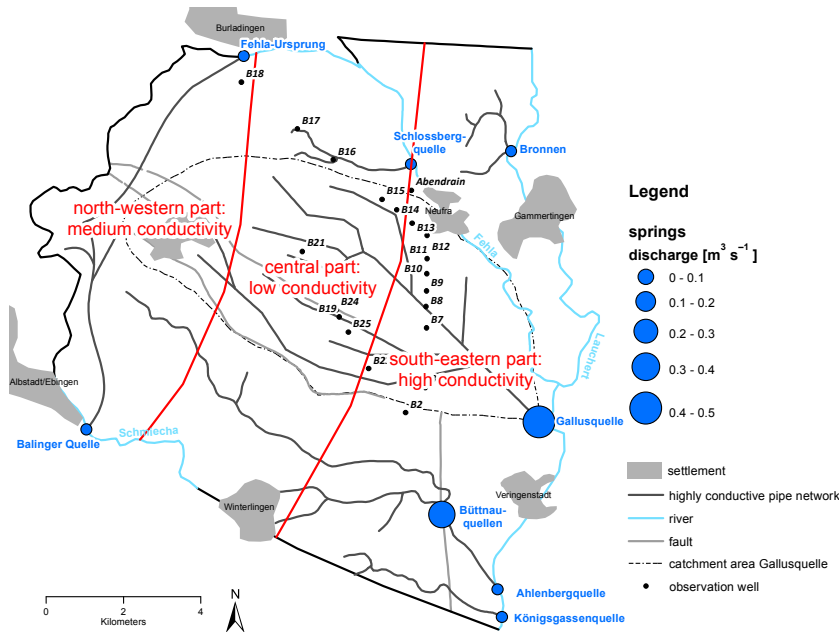 Burladingen
Fehla-Ursprung
B18
B17
B16
Schlossberg-
quelle
Bronnen
Abendrain
B15
B14
Neufra
B13
Gammertingen
north-western part:
medium conductivity
B21
B12
B11
Fehla
central part:
low conductivity
B10
B9
B24
B19
B8
B25
B7
Lauchert
B2
south-eastern part:
high conductivity
Albstadt/Ebingen
B2
Gallusquelle
Balinger Quelle
Schmiecha
Winterlingen
Veringenstadt
Büttnau-
quellen
Ahlenbergquelle
Königsgassenquelle
0 2 4
Kilometers
N
Legend
springs
discharge [m³ s⁻¹ ]
0 - 0.1
0.1 - 0.2
0.2 - 0.3
0.3 - 0.4
0.4 - 0.5
settlement
highly conductive pipe network
river
fault
catchment area Gallusquelle
observation well